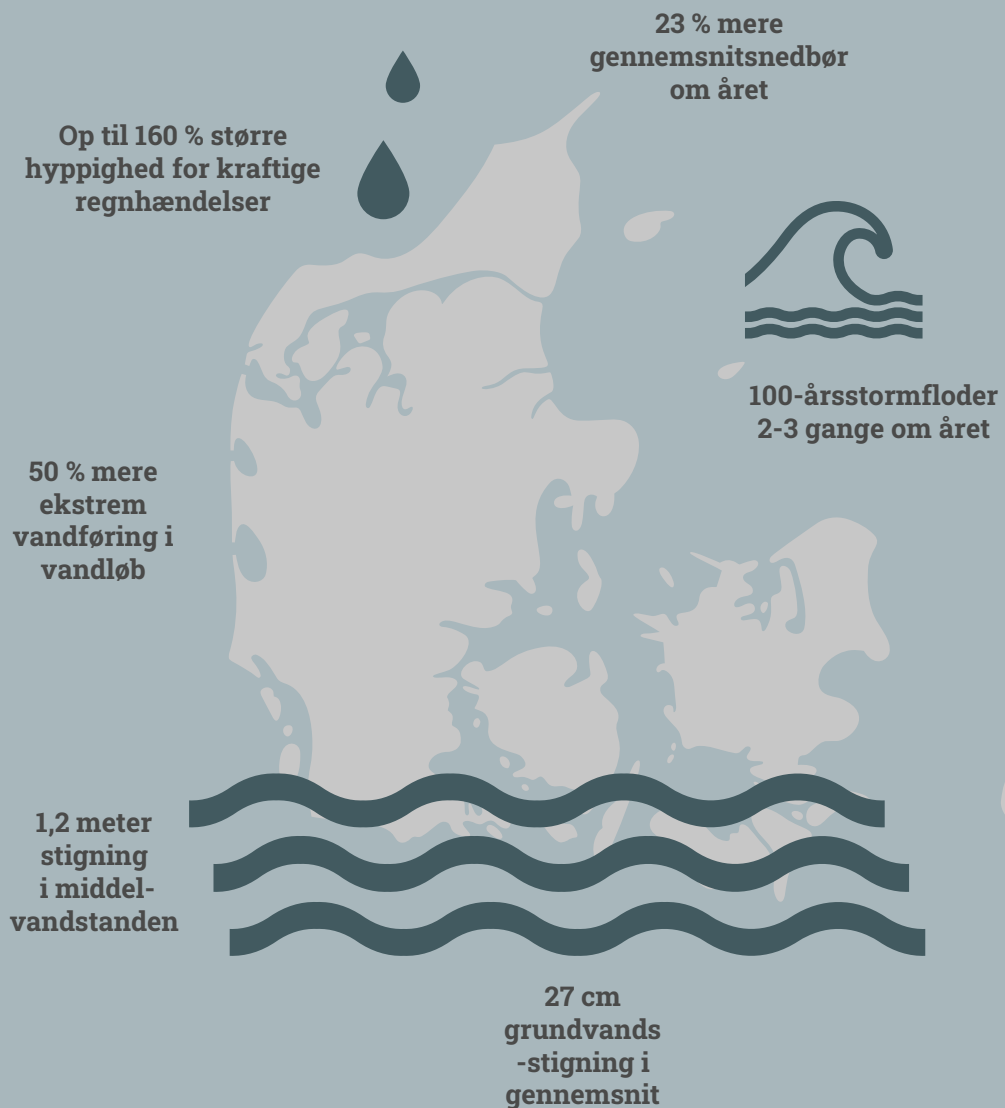 23 % mere
gennemsnitsnedbør
om året
Op til 160 % større
hyppighed for kraftige
regnhændelser
100-årsstormfloder
2-3 gange om året
50 % mere
ekstrem
vandføring i
vandløb
1,2 meter
stigning
i middel-
vandstanden
27 cm
grundvands
-stigning i
gennemsnit